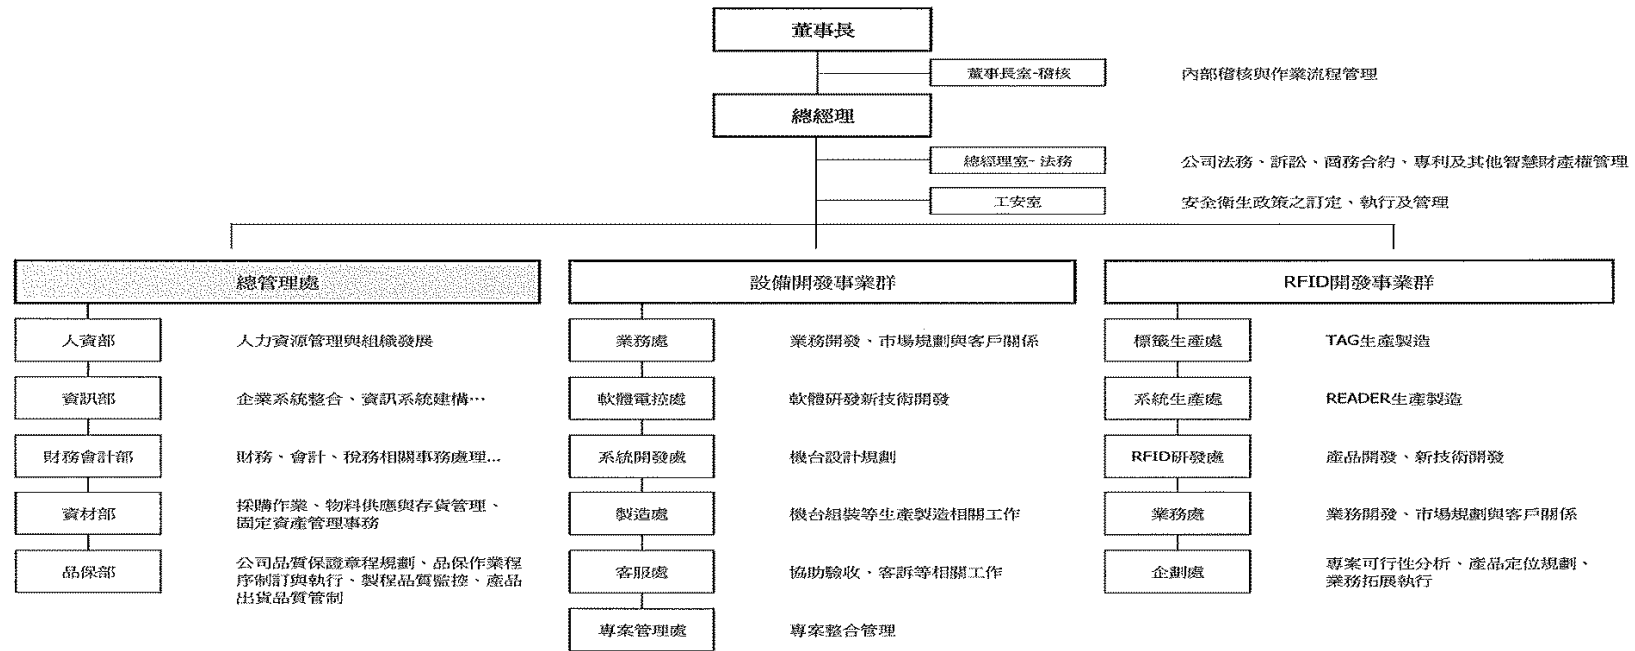 董事長
董事長室-稽核
內部稽核與作業流程管理
總經理
總經理室- 法務
公司法務、訴訟、商務合約、專利及其他智慧財產權管理
工安室
安全衛生政策之訂定、執行及管理
總管理處
人資部
人力資源管理與組織發展
資訊部
企業系統整合、資訊系統建構…
財務會計部
財務、會計、稅務相關事務處理...
資材部
採購作業、物料供應與存貨管理、
固定資產管理事務
品保部
公司品質保證章程規劃、品保作業程
序制訂與執行、製程品質監控、產品
出貨品質管制
設備開發事業群
業務處
業務開發、市場規劃與客戶關係
軟體電控處
軟體研發新技術開發
系統開發處
機台設計規劃
製造處
機台組裝等生產製造相關工作
客服處
協助驗收、客訴等相關工作
專案管理處
專案整合管理
RFID開發事業群
標籤生產處
TAG生產製造
系統生產處
READER生產製造
RFID研發處
產品開發、新技術開發
業務處
業務開發、市場規劃與客戶關係
企劃處
專案可行性分析、產品定位規劃、
業務拓展執行